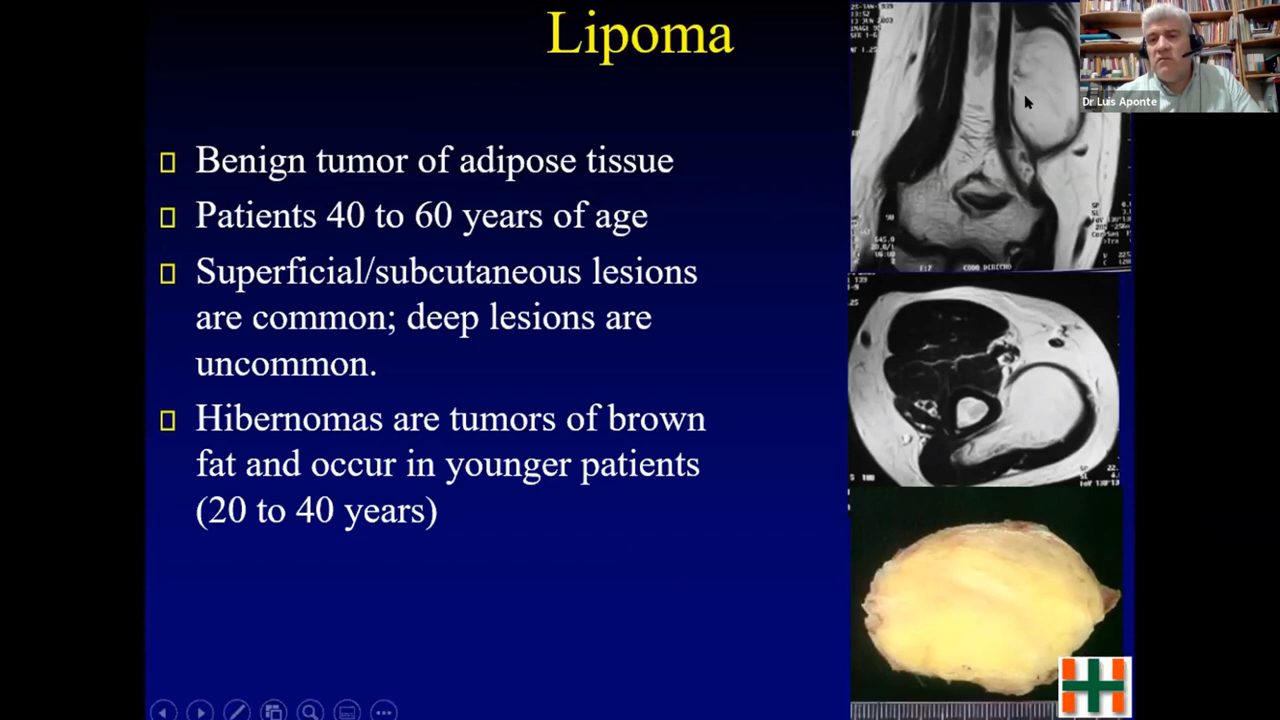 Lipoma
Benign tumor of adipose tissue
Patients 40 to 60 years of age
Superficial/subcutaneous lesions
are common; deep lesions are
uncommon.
Hibernomas are tumors of brown
fat and occur in younger patients
(20 to 40 years)
Dr Luis Aponte
CODO DERECHO